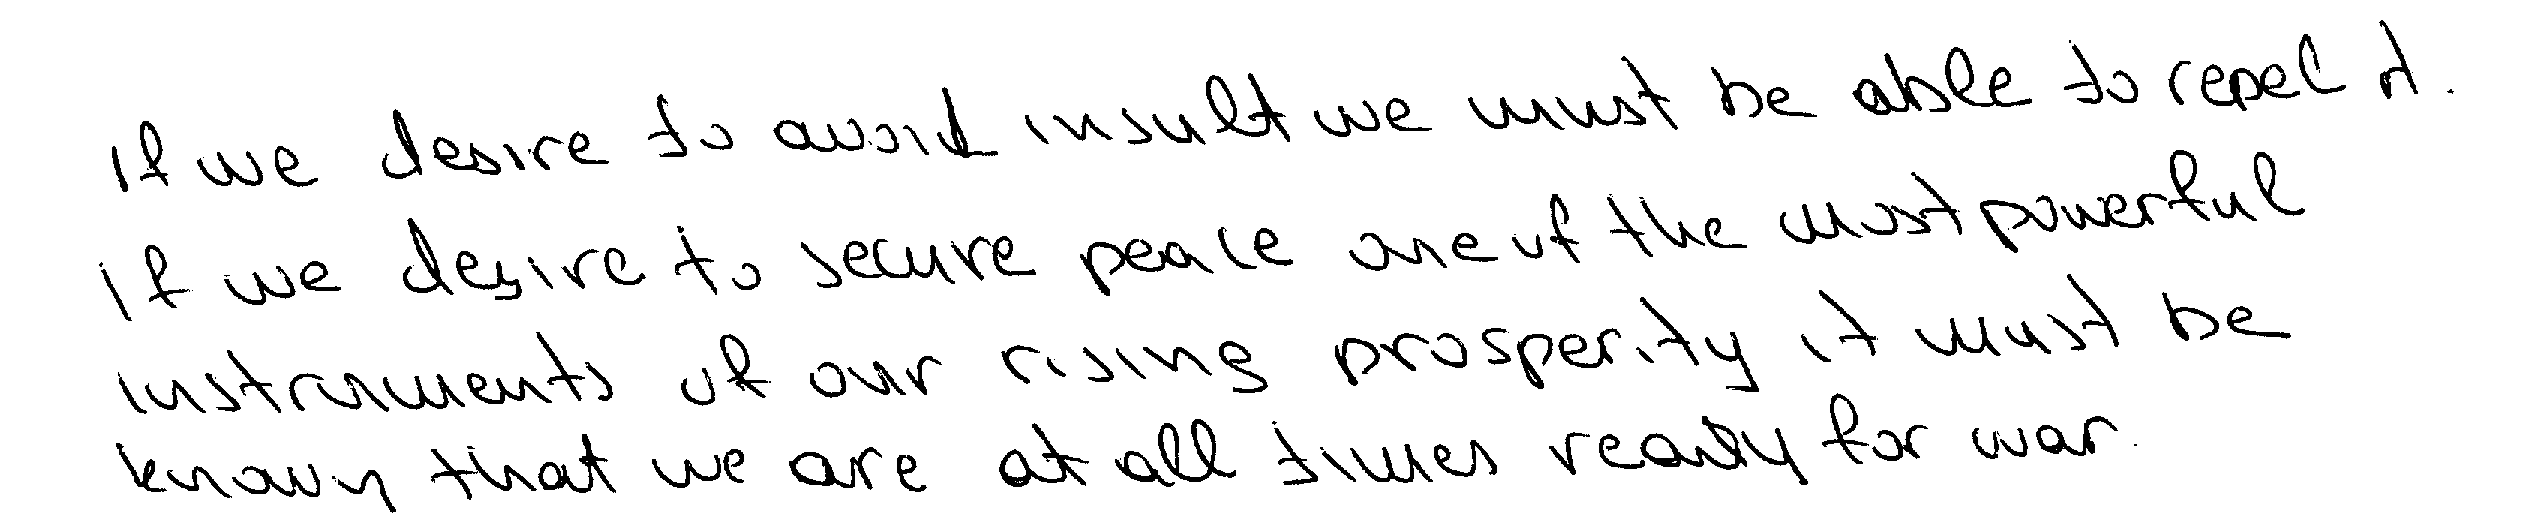 If we desire to avoid insult we must be able to repel it.
If we desire to secure peace one of the most powerful
instruments of our rising prosperity it must be
known that we are at all times ready for war.